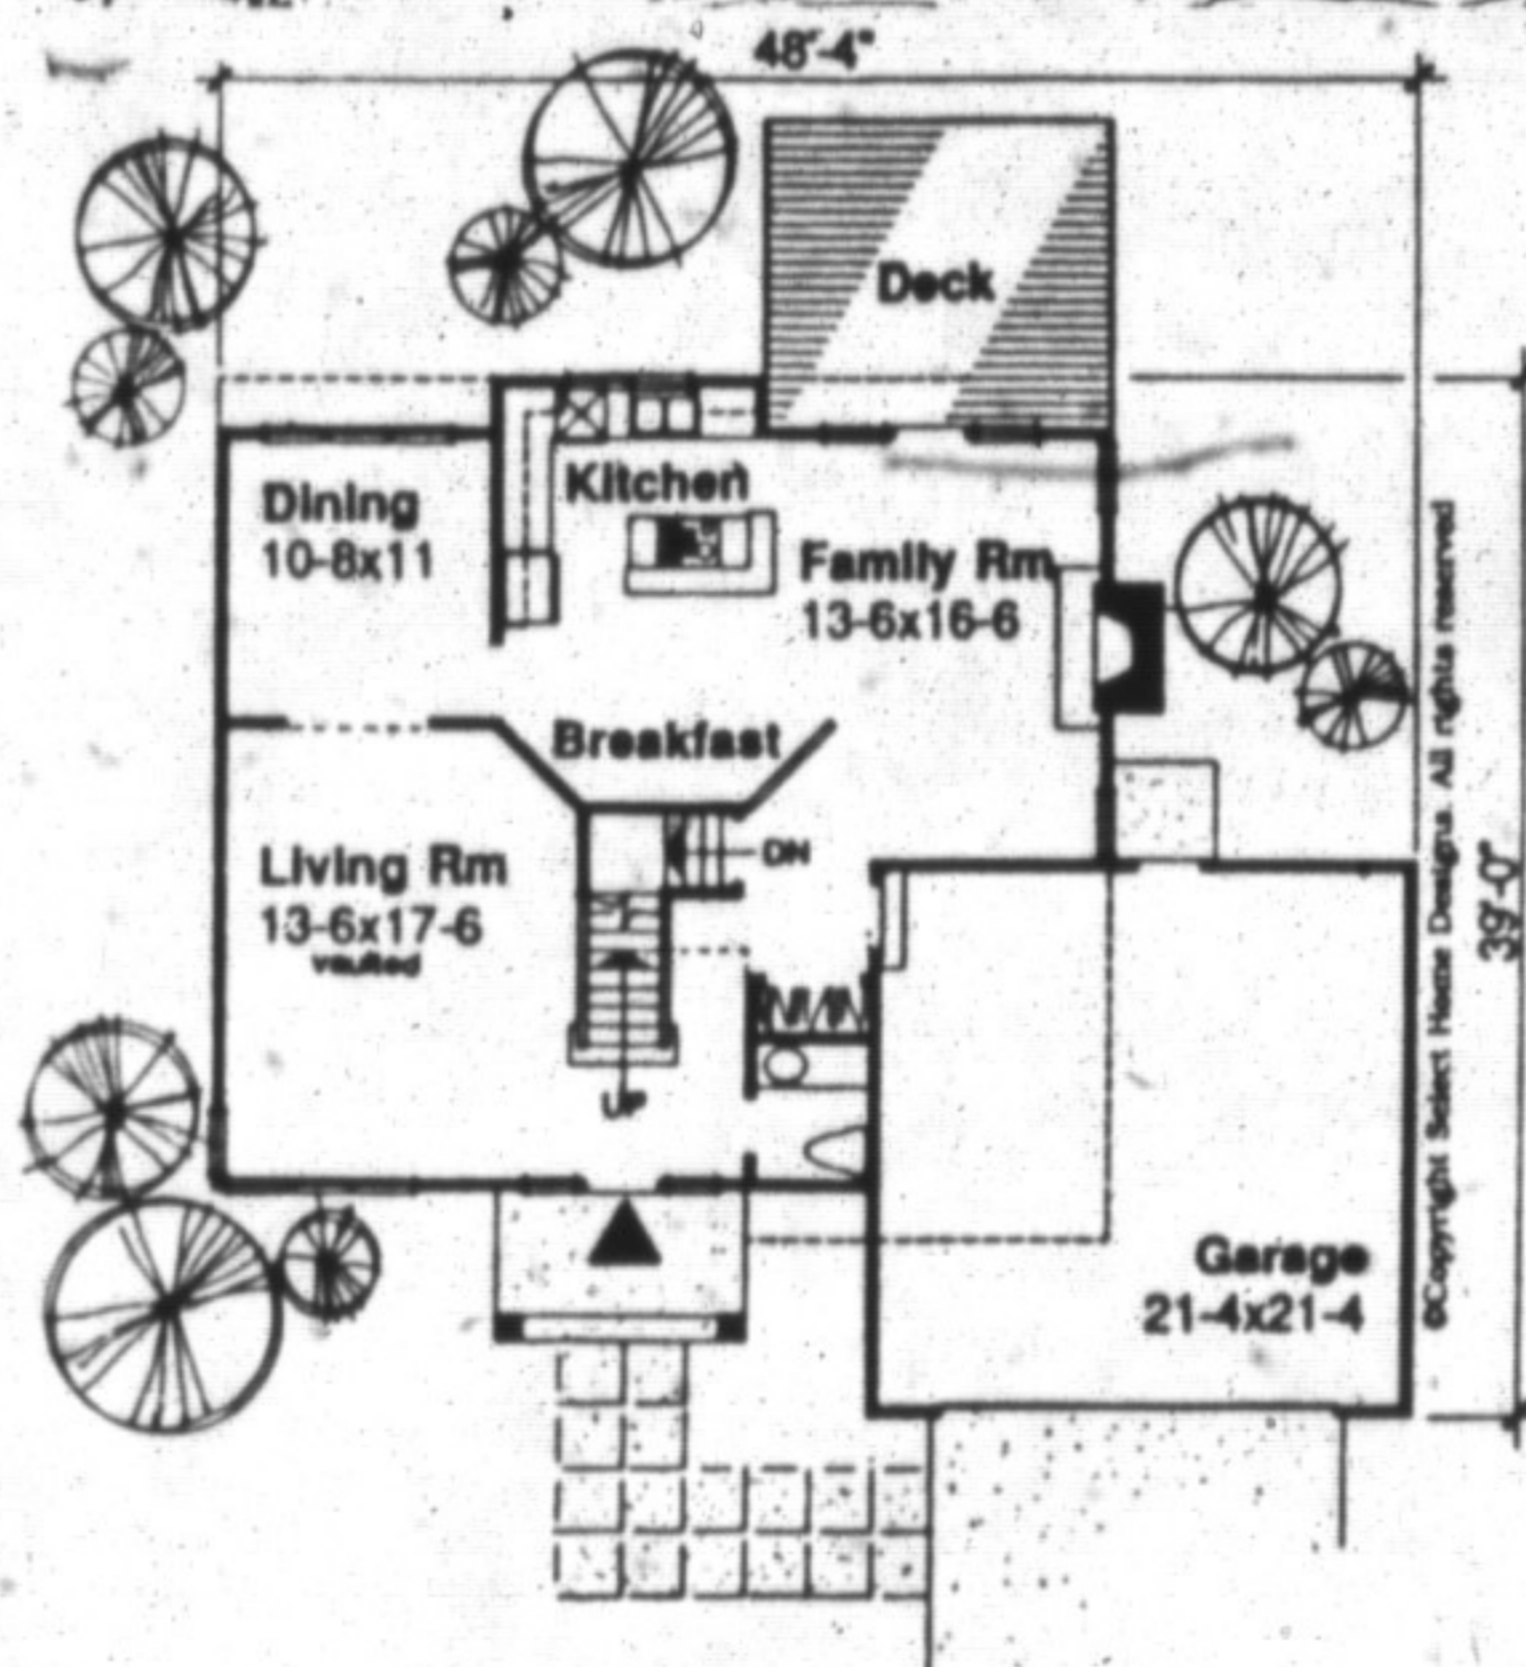 48'-4"
Deck
Kitchen
Dining
10-8x11
Family Rm
13-6x16-6
Breakfast
DN
Living Rm
13-6x17-6
vaulted
UP
Garage
21-4x21-4
©Copyright Select Home Designs. All rights reserved
39'-0"